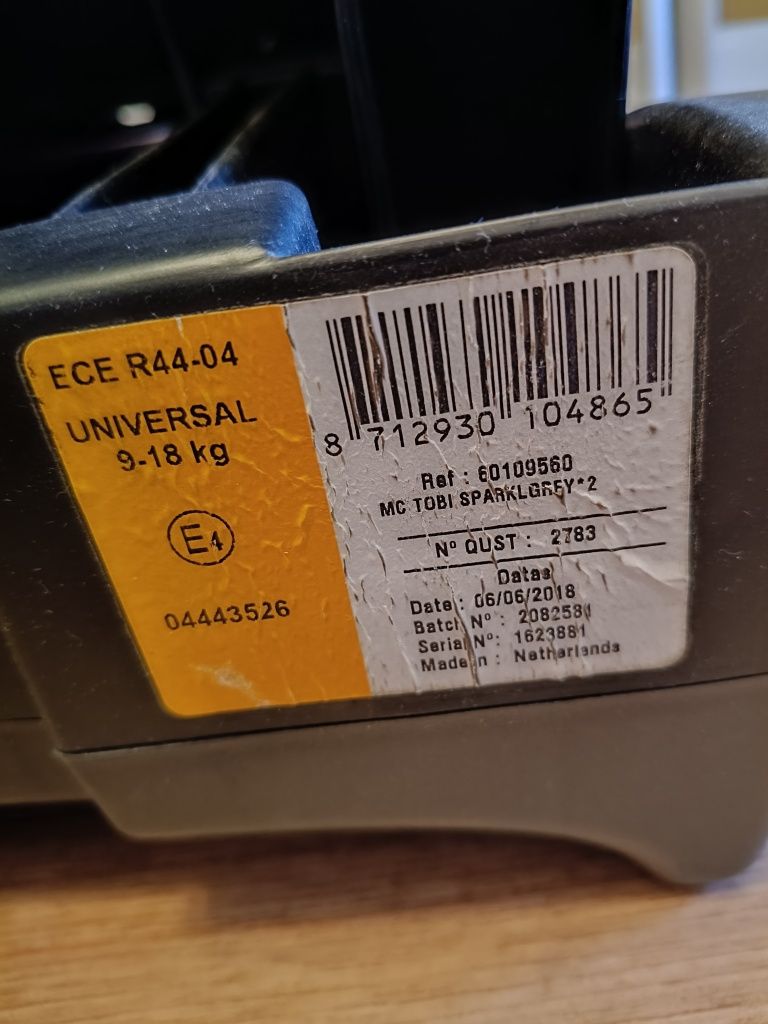 ECE R44-04
UNIVERSAL
9-18 kg
E4
04443526
8 712930 104865
Ref : 60109560
MC TOBI SPARKLGREY*2
Nº QUST : 2783
Datas
Date : 06/06/2018
Batch Nº : 2082581
Serial Nº: 1623881
Made in : Netherlands